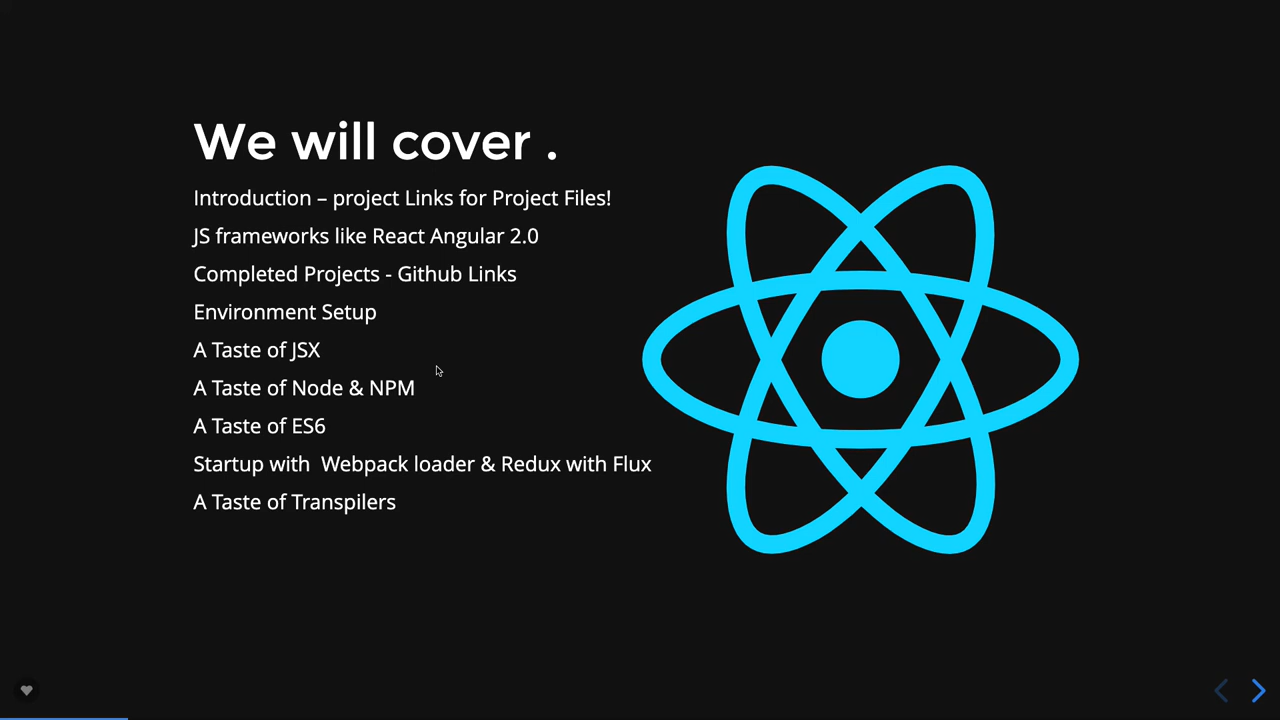 We will cover .
Introduction – project Links for Project Files!
JS frameworks like React Angular 2.0
Completed Projects - Github Links
Environment Setup
A Taste of JSX
A Taste of Node & NPM
A Taste of ES6
Startup with  Webpack loader & Redux with Flux
A Taste of Transpilers